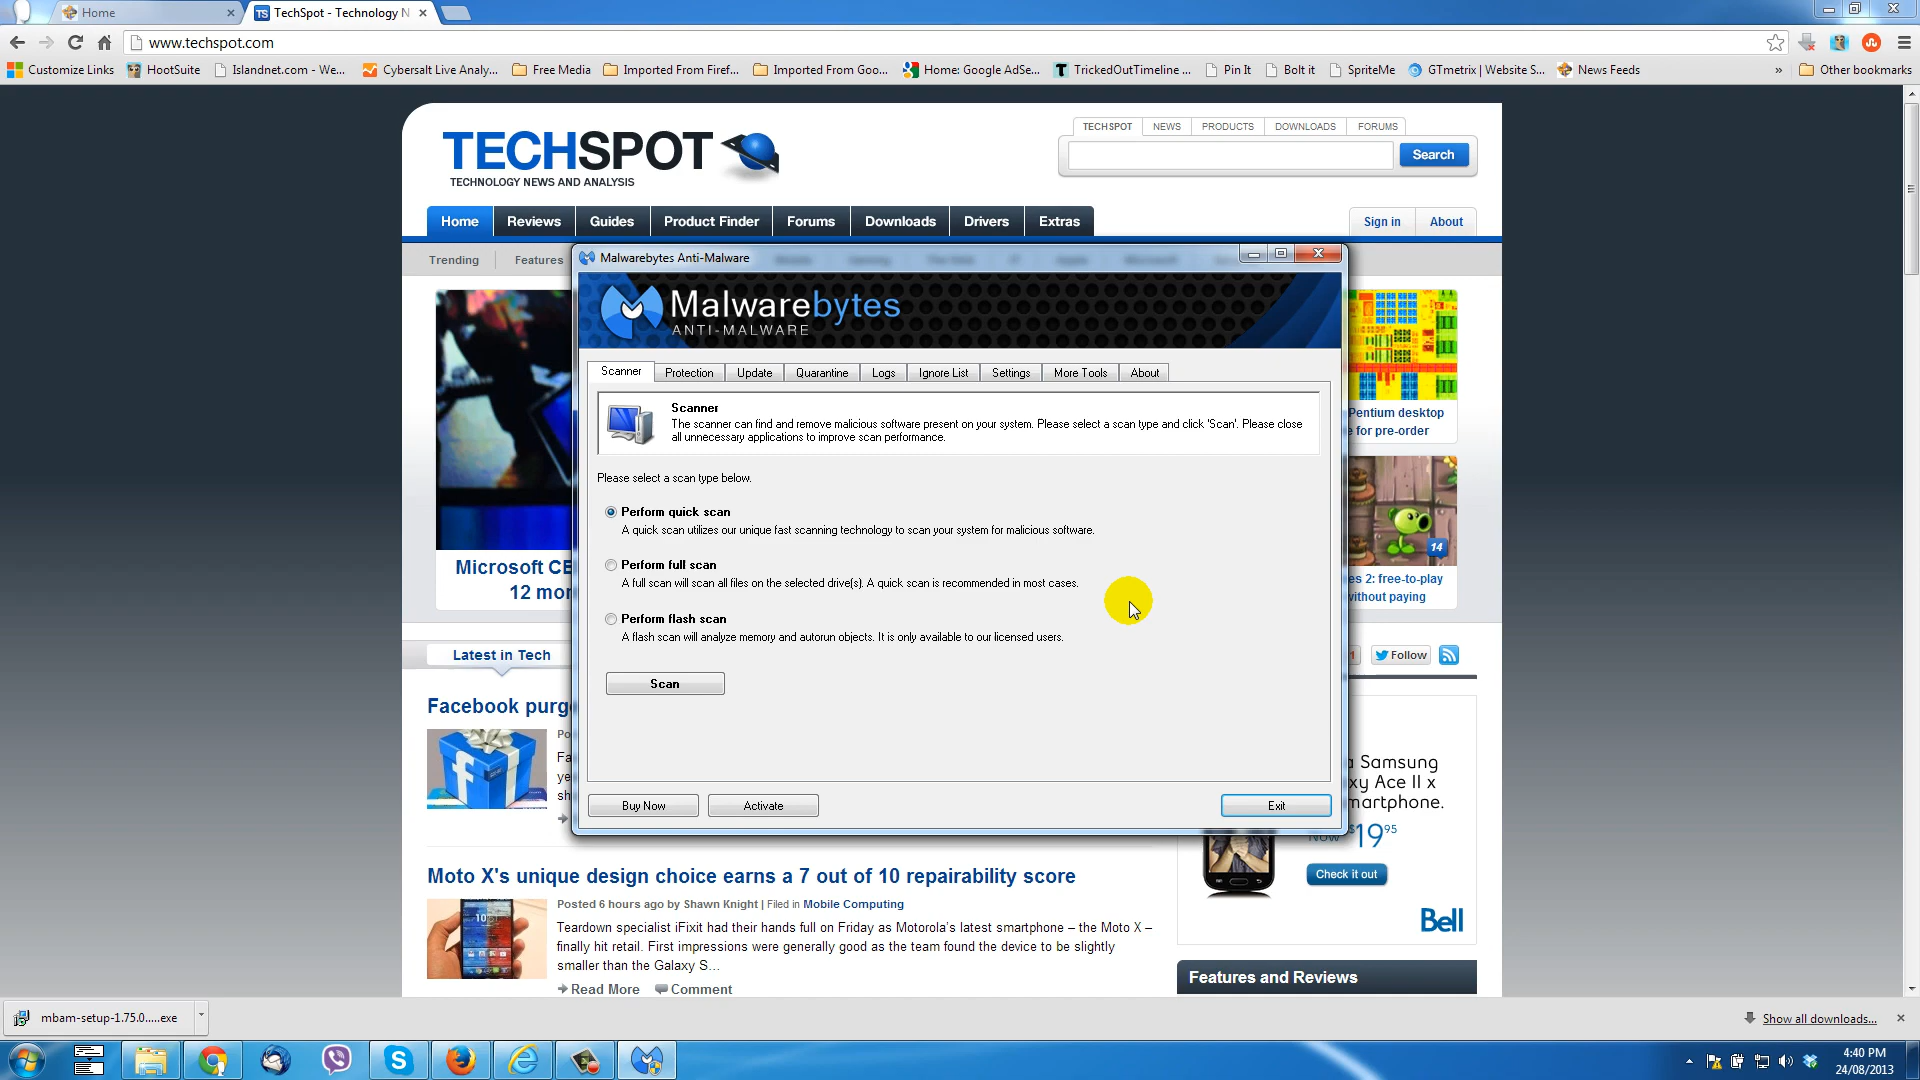 Home
TechSpot - Technology N
www.techspot.com
Customize Links
HootSuite
Islandnet.com - We...
Cybersalt Live Analy...
Free Media
Imported From Firef...
Imported From Goo...
Home: Google AdSe...
TrickedOutTimeline ...
Pin It
Bolt it
SpriteMe
GTmetrix | Website S...
News Feeds
»
Other bookmarks
TECHSPOT
TECHNOLOGY NEWS AND ANALYSIS
TECHSPOT NEWS PRODUCTS DOWNLOADS FORUMS
Search
Home Reviews Guides Product Finder Forums Downloads Drivers Extras
Sign in About
Trending Features
Malwarebytes Anti-Malware
Malwarebytes
ANTI-MALWARE
Scanner Protection Update Quarantine Logs Ignore List Settings More Tools About
Scanner
The scanner can find and remove malicious software present on your system. Please select a scan type and click 'Scan'. Please close
all unnecessary applications to improve scan performance.
Please select a scan type below.
Perform quick scan
A quick scan utilizes our unique fast scanning technology to scan your system for malicious software.
Perform full scan
A full scan will scan all files on the selected drive(s). A quick scan is recommended in most cases.
Perform flash scan
A flash scan will analyze memory and autorun objects. It is only available to our licensed users.
Scan
Buy Now Activate Exit
Pentium desktop
e for pre-order
14
es 2: free-to-play
vithout paying
Microsoft CE
12 mor
Latest in Tech
1
Follow
Facebook purge
Po
Fa
ye
sh
a Samsung
xy Ace II x
martphone.
Now $19.95
Check it out
Bell
Moto X's unique design choice earns a 7 out of 10 repairability score
Posted 6 hours ago by Shawn Knight | Filed in Mobile Computing
Teardown specialist iFixit had their hands full on Friday as Motorola's latest smartphone – the Moto X –
finally hit retail. First impressions were generally good as the team found the device to be slightly
smaller than the Galaxy S...
Read More Comment
Features and Reviews
mbam-setup-1.75.0.....exe
Show all downloads...
4:40 PM
24/08/2013